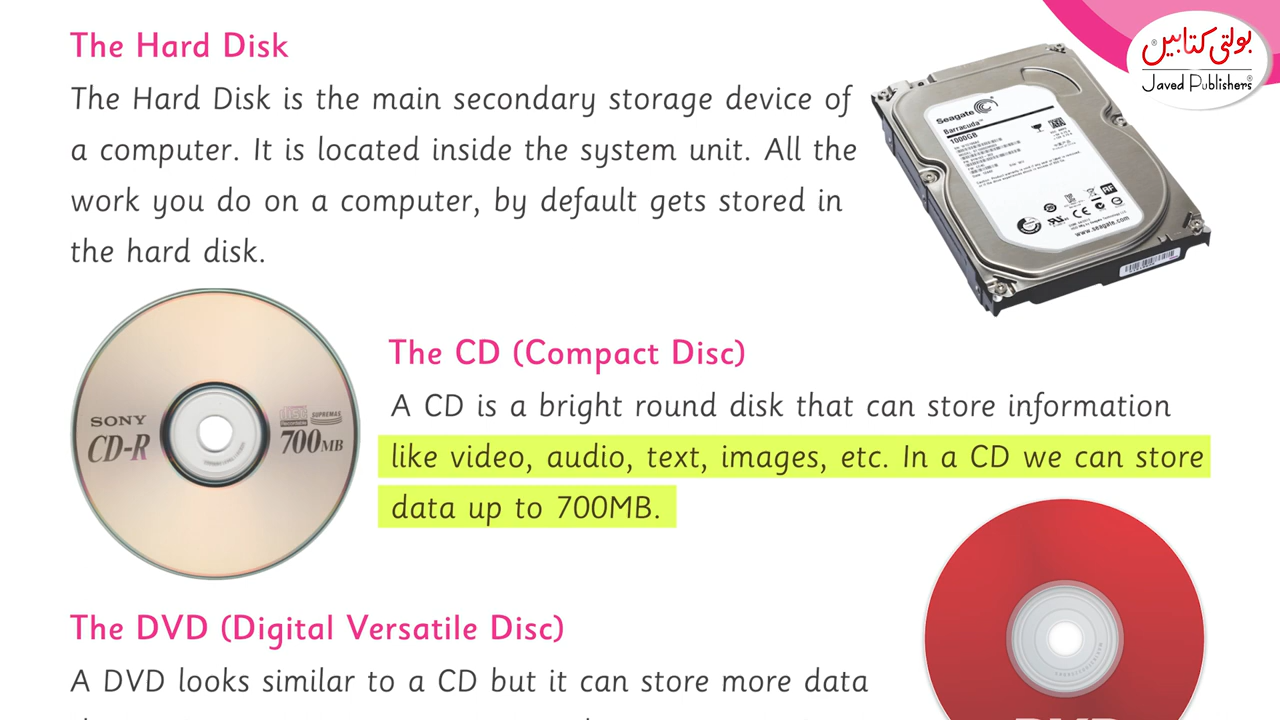 بولتی کتابیں
Javed Publishers
The Hard Disk
The Hard Disk is the main secondary storage device of
a computer. It is located inside the system unit. All the
work you do on a computer, by default gets stored in
the hard disk.
Seagate
Barracuda
1000GB
www.seagate.com
The CD (Compact Disc)
A CD is a bright round disk that can store information
like video, audio, text, images, etc. In a CD we can store
data up to 700MB.
SONY
CD-R
SUPREMAS
700MB
The DVD (Digital Versatile Disc)
A DVD looks similar to a CD but it can store more data